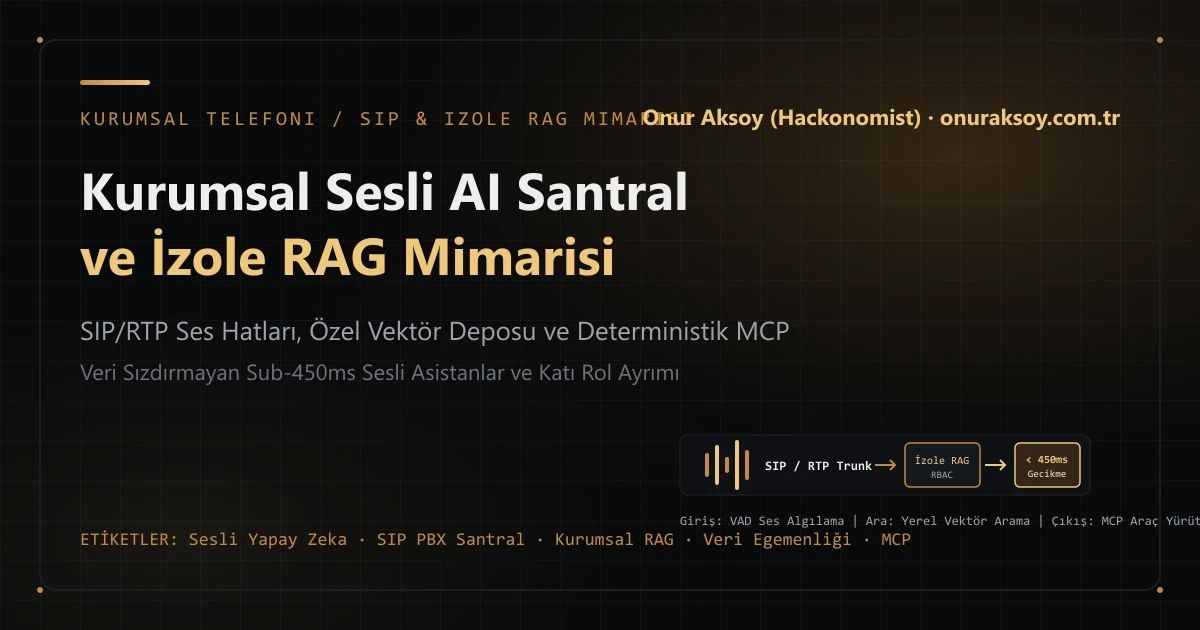 KURUMSAL TELEFONI / SIP & IZOLE RAG
Onur Aksoy (Hackonomist) · onuraksoy.com.tr
Kurumsal Sesli AI Santral
ve İzole RAG Mimarisi
SIP/RTP Ses Hatları, Özel Vektör Deposu ve Deterministik MCP
Veri Sızdırmayan Sub-450ms Sesli Asistanlar ve Katı Rol Ayrımı
SIP / RTP Trunk
İzole RAG
RBAC
< 450ms
Gecikme
Giriş: VAD Ses Algılama | Ara: Yerel Vektör Arama | Çıkış: MCP Araç Yürüt
ETİKETLER: Sesli Yapay Zeka · SIP PBX Santral · Kurumsal RAG · Veri Egemenliği · MCP